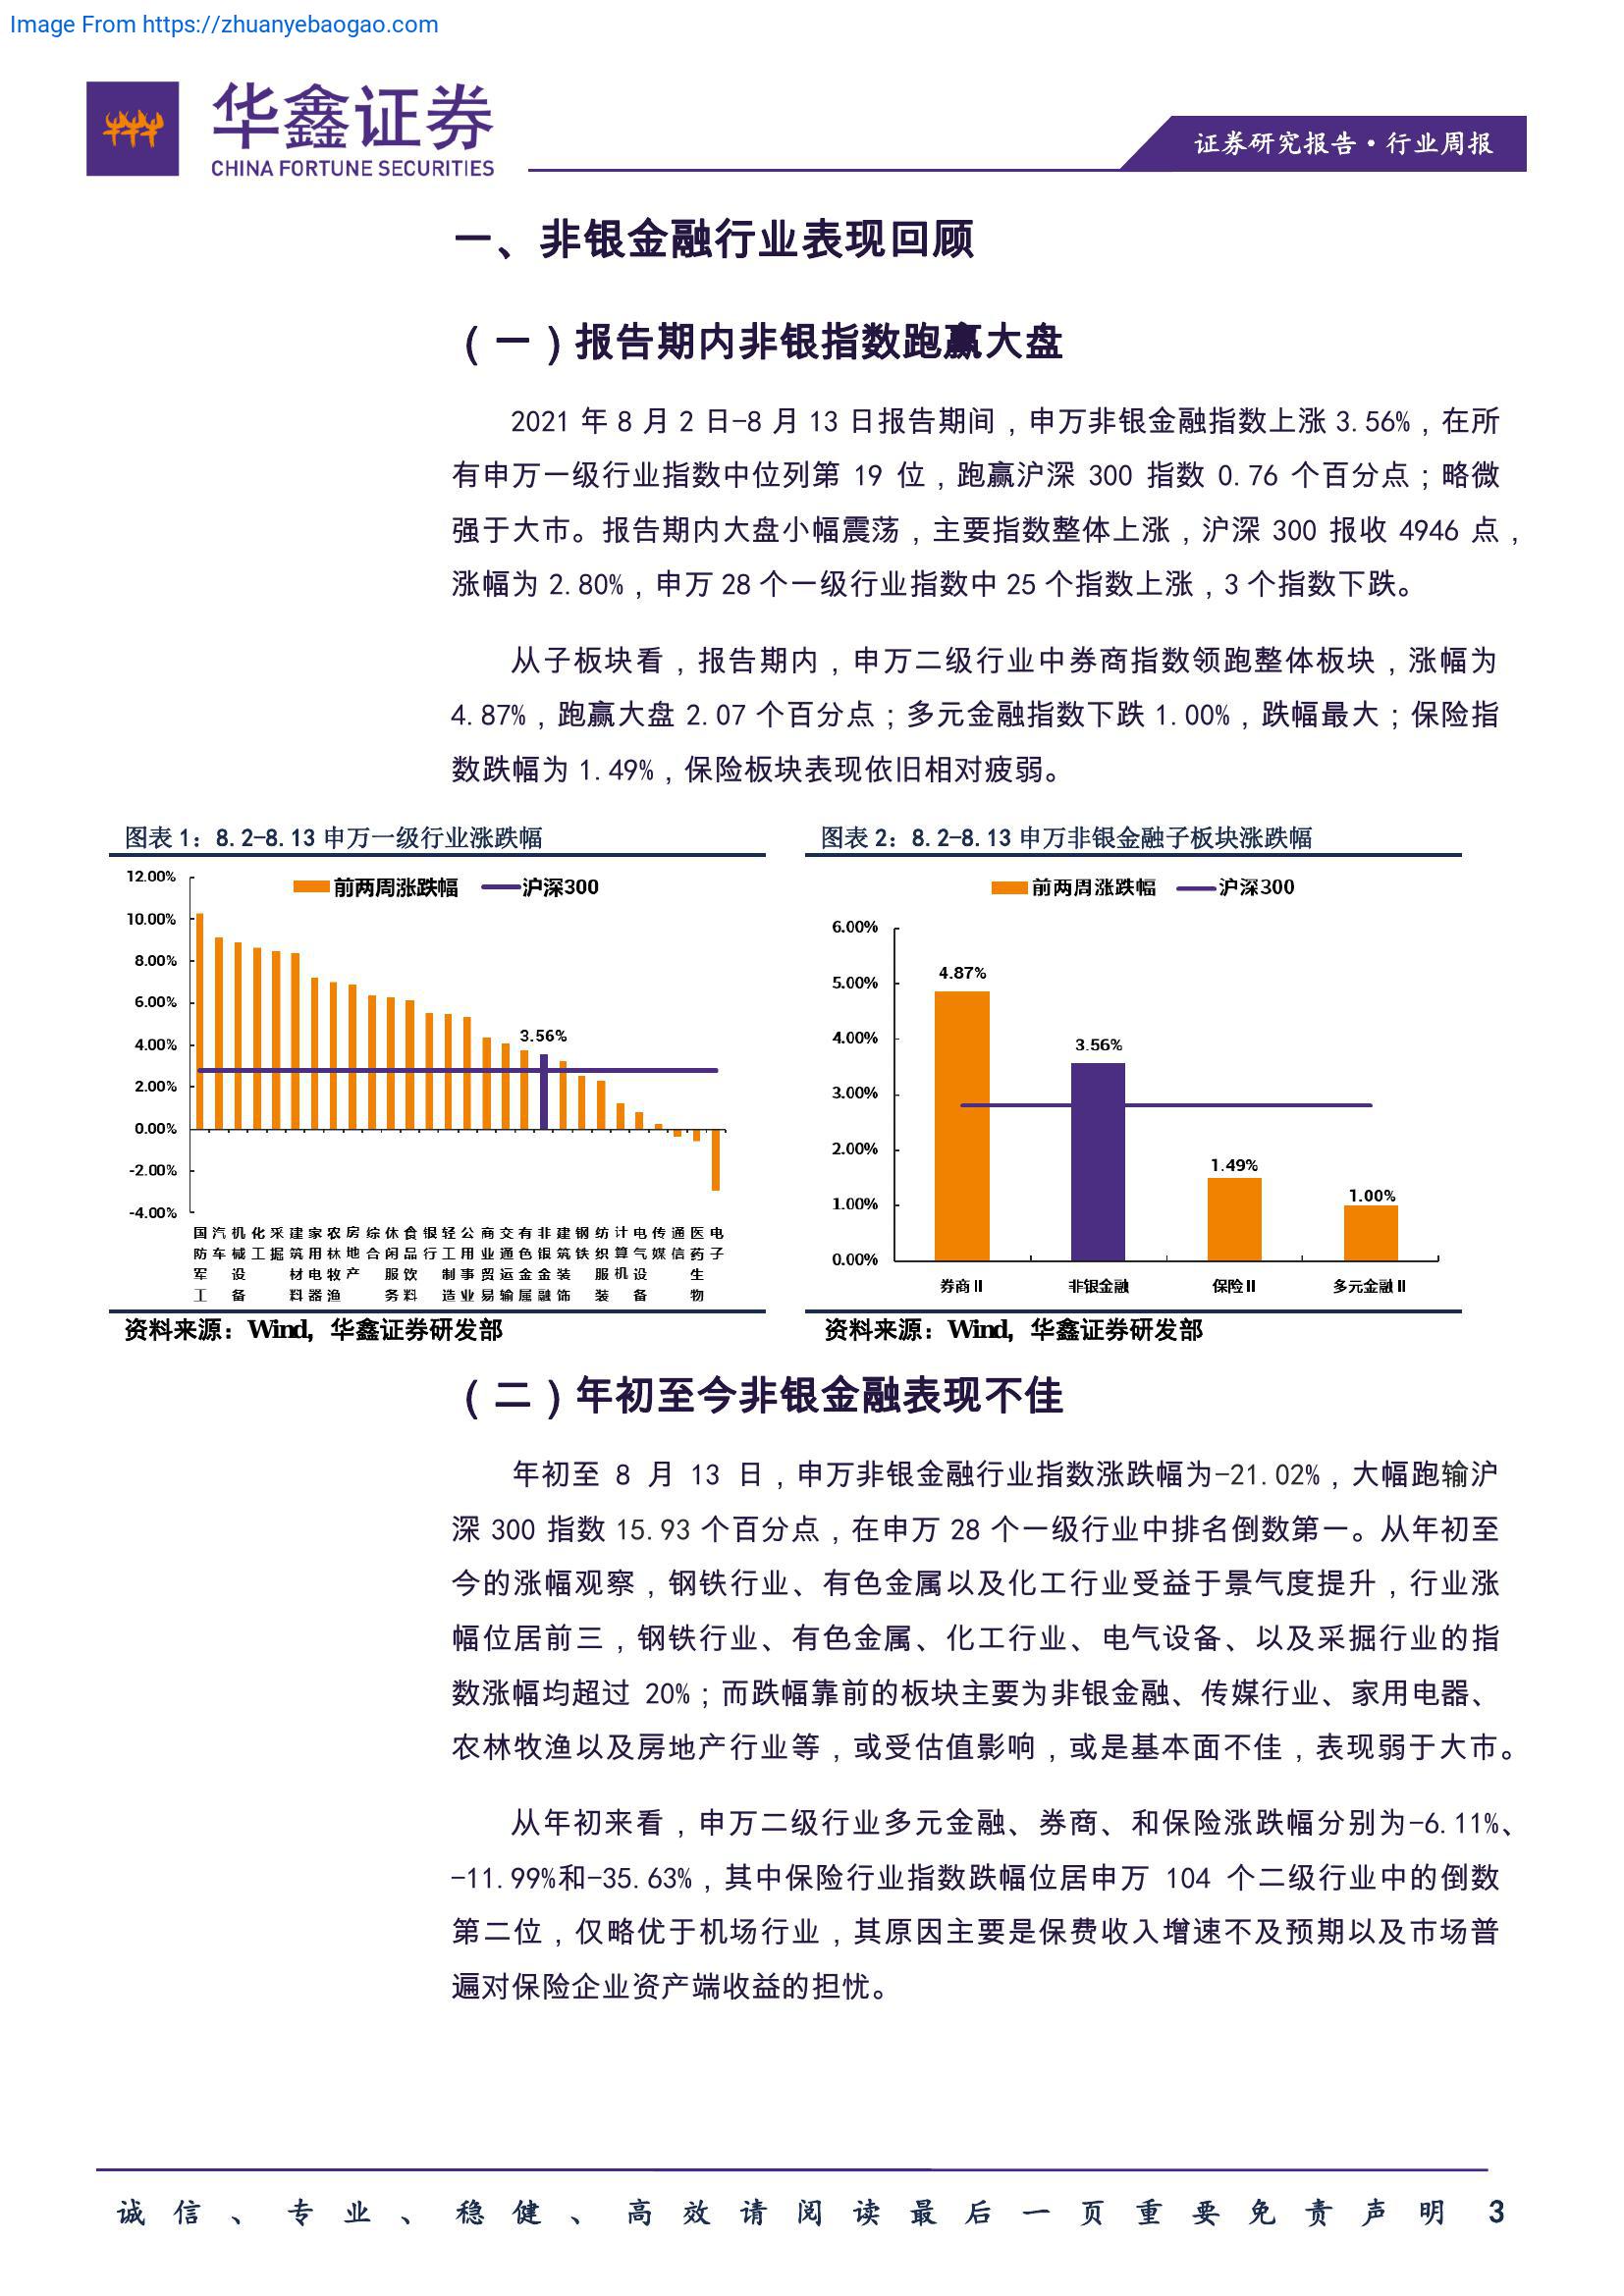 Image From https://zhuanyebaogao.com
华鑫证券
CHINA FORTUNE SECURITIES
证券研究报告·行业周报
一、非银金融行业表现回顾
(一)报告期内非银指数跑赢大盘
2021 年 8 月 2 日-8 月 13 日报告期间，申万非银金融指数上涨 3.56%，在所
有申万一级行业指数中位列第 19 位，跑赢沪深 300 指数 0.76 个百分点；略微
强于大市。报告期内大盘小幅震荡，主要指数整体上涨，沪深 300 报收 4946 点，
涨幅为 2.80%，申万 28 个一级行业指数中 25 个指数上涨，3 个指数下跌。
从子板块看，报告期内，申万二级行业中券商指数领跑整体板块，涨幅为
4.87%，跑赢大盘 2.07 个百分点；多元金融指数下跌 1.00%，跌幅最大；保险指
数跌幅为 1.49%，保险板块表现依旧相对疲弱。
图表 1：8.2-8.13 申万一级行业涨跌幅
前两周涨跌幅 沪深300
12.00%
10.00%
8.00%
6.00%
4.00%
2.00%
0.00%
-2.00%
-4.00%
3.56%
国防军工 汽车 机械设备 化工 采掘 建筑材料 家用电器 农林牧渔 房地产 综合 休闲服务 食品饮料 银行 轻工制造 公用事业 商业贸易 交通运输 有色金属 非银金融 建筑装饰 钢铁 纺织服装 计算机 电气设备 传媒 通信 医药生物 电子
资料来源：Wind，华鑫证券研发部
图表 2：8.2-8.13 申万非银金融子板块涨跌幅
前两周涨跌幅 沪深300
6.00%
5.00%
4.00%
3.00%
2.00%
1.00%
0.00%
4.87%
3.56%
1.49%
1.00%
券商Ⅱ 非银金融 保险Ⅱ 多元金融Ⅱ
资料来源：Wind，华鑫证券研发部
(二)年初至今非银金融表现不佳
年初至 8 月 13 日，申万非银金融行业指数涨跌幅为-21.02%，大幅跑输沪
深 300 指数 15.93 个百分点，在申万 28 个一级行业中排名倒数第一。从年初至
今的涨幅观察，钢铁行业、有色金属以及化工行业受益于景气度提升，行业涨
幅位居前三，钢铁行业、有色金属、化工行业、电气设备、以及采掘行业的指
数涨幅均超过 20%；而跌幅靠前的板块主要为非银金融、传媒行业、家用电器、
农林牧渔以及房地产行业等，或受估值影响，或是基本面不佳，表现弱于大市。
从年初来看，申万二级行业多元金融、券商、和保险涨跌幅分别为-6.11%、
-11.99%和-35.63%，其中保险行业指数跌幅位居申万 104 个二级行业中的倒数
第二位，仅略优于机场行业，其原因主要是保费收入增速不及预期以及市场普
遍对保险企业资产端收益的担忧。
诚信、专业、稳健、高效请阅读最后一页重要免责声明 3